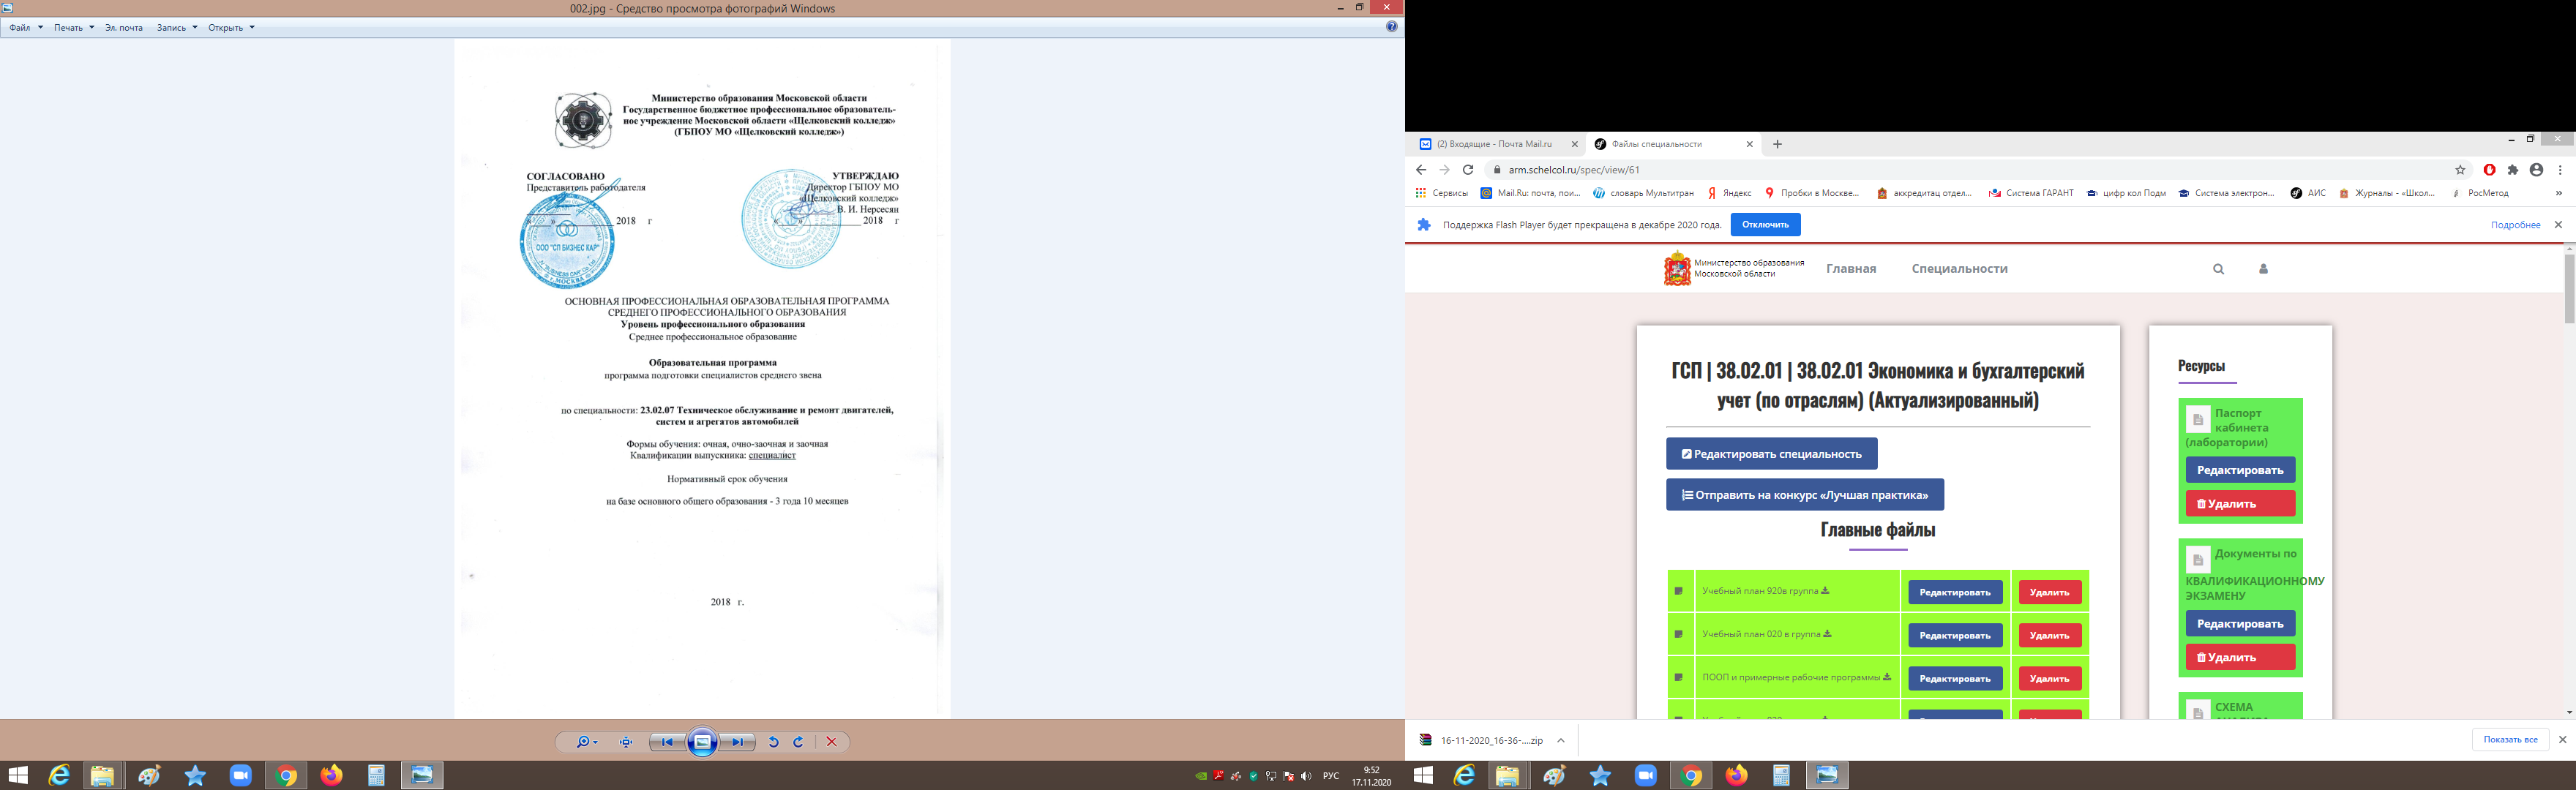 002.jpg - Средство просмотра фотографий Windows
Файл Печать Эл. почта Запись Открыть
Министерство образования Московской области
Государственное бюджетное профессиональное образователь-
ное учреждение Московской области «Щелковский колледж»
(ГБПОУ МО «Щелковский колледж»)
СОГЛАСОВАНО
Представитель работодателя
« » 2018 г
ООО "СП БИЗНЕС КАР"
МОСКВА
УТВЕРЖДАЮ
Директор ГБПОУ МО
«Щелковский колледж»
В. И. Нерсесян
« » 2018 г
ОСНОВНАЯ ПРОФЕССИОНАЛЬНАЯ ОБРАЗОВАТЕЛЬНАЯ ПРОГРАММА
СРЕДНЕГО ПРОФЕССИОНАЛЬНОГО ОБРАЗОВАНИЯ
Уровень профессионального образования
Среднее профессиональное образование
Образовательная программа
программа подготовки специалистов среднего звена
по специальности: 23.02.07 Техническое обслуживание и ремонт двигателей,
систем и агрегатов автомобилей
Формы обучения: очная, очно-заочная и заочная
Квалификации выпускника: специалист
Нормативный срок обучения
на базе основного общего образования - 3 года 10 месяцев
2018 г.
РУС
9:52
17.11.2020
(2) Входящие - Почта Mail.ru
Файлы специальности
arm.schelcol.ru/spec/view/61
Сервисы Mail.Ru: почта, пои... словарь Мультитран Яндекс Пробки в Москве... аккредитац отдел... Система ГАРАНТ цифр кол Подм Система электрон... АИС Журналы - «Школ... РосМетод »
Поддержка Flash Player будет прекращена в декабре 2020 года. Отключить Подробнее
Министерство образования
Московской области
Главная Специальности
ГСП | 38.02.01 | 38.02.01 Экономика и бухгалтерский
учет (по отраслям) (Актуализированный)
Редактировать специальность
Отправить на конкурс «Лучшая практика»
Главные файлы
Учебный план 920в группа Редактировать Удалить
Учебный план 020 в группа Редактировать Удалить
ПООП и примерные рабочие программы Редактировать Удалить
Ресурсы
Паспорт
кабинета
(лаборатории)
Редактировать
Удалить
Документы по
КВАЛИФИКАЦИОННОМУ
ЭКЗАМЕНУ
Редактировать
Удалить
СХЕМА
16-11-2020_16-36-....zip
Показать все